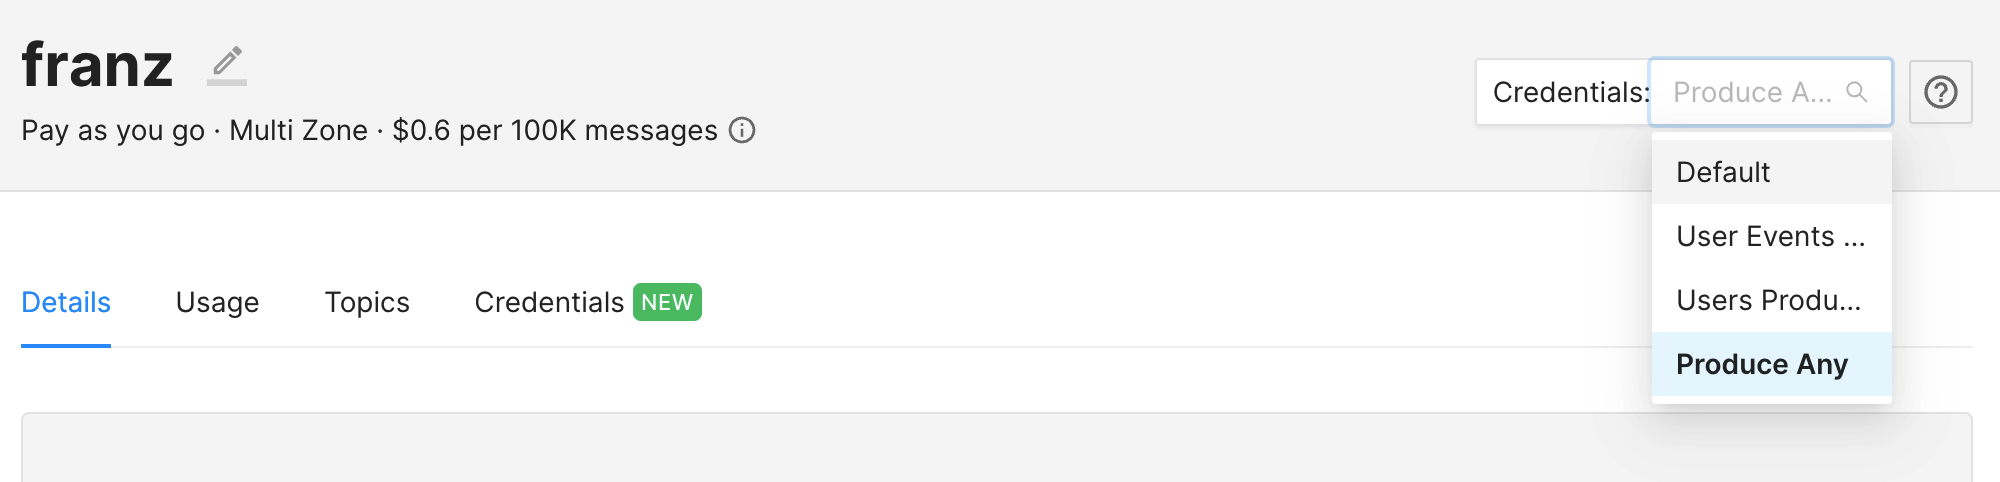 franz
Pay as you go · Multi Zone · $0.6 per 100K messages
Credentials: Produce A...
Default
User Events ...
Users Produ...
Produce Any
Details Usage Topics Credentials NEW